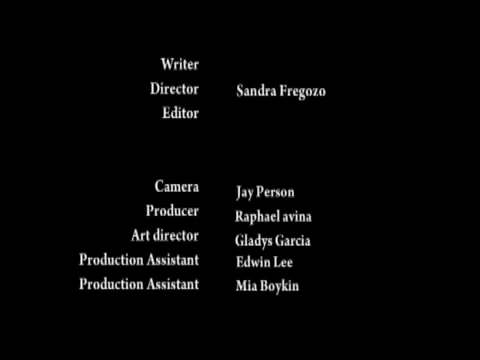 Writer
Director Sandra Fregozo
Editor
Camera Jay Person
Producer Raphael avina
Art director Gladys Garcia
Production Assistant Edwin Lee
Production Assistant Mia Boykin